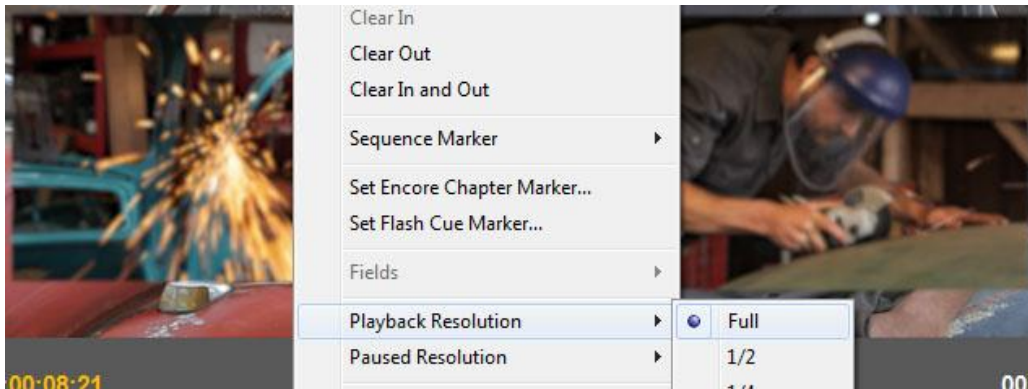 Clear In
Clear Out
Clear In and Out
Sequence Marker
Set Encore Chapter Marker...
Set Flash Cue Marker...
Fields
Playback Resolution
Full
Paused Resolution
1/2
00:08:21
00